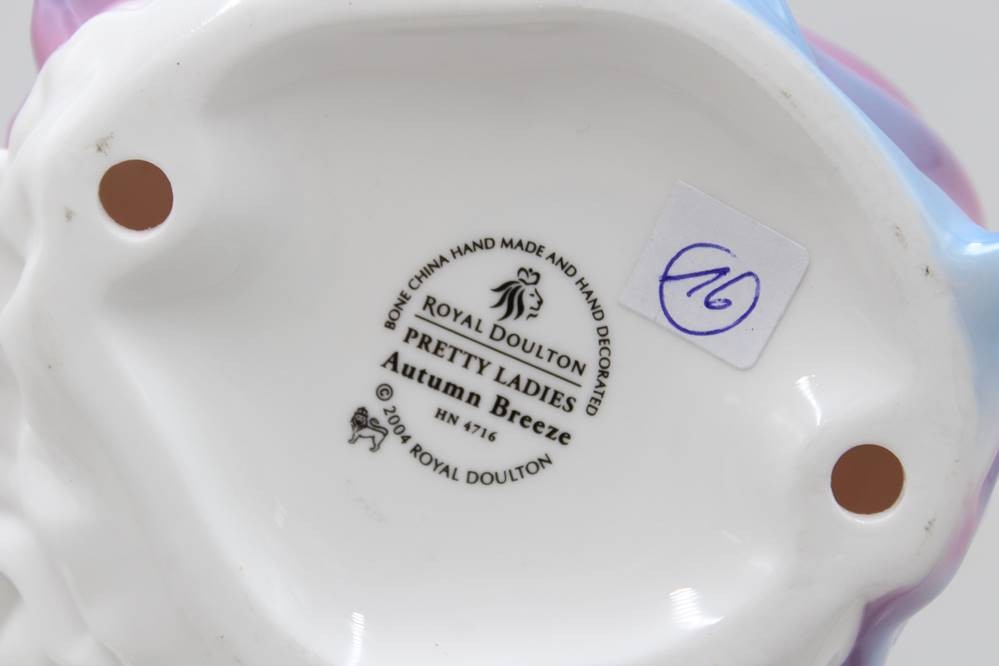 BONE CHINA HAND MADE AND HAND DECORATED
ROYAL DOULTON
PRETTY LADIES
Autumn Breeze
HN 4716
© 2004 ROYAL DOULTON
16